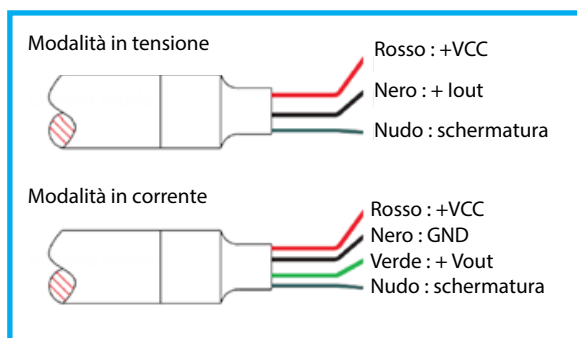 Modalità in tensione
Rosso : +VCC
Nero : + Iout
Nudo : schermatura
Modalità in corrente
Rosso : +VCC
Nero : GND
Verde : + Vout
Nudo : schermatura